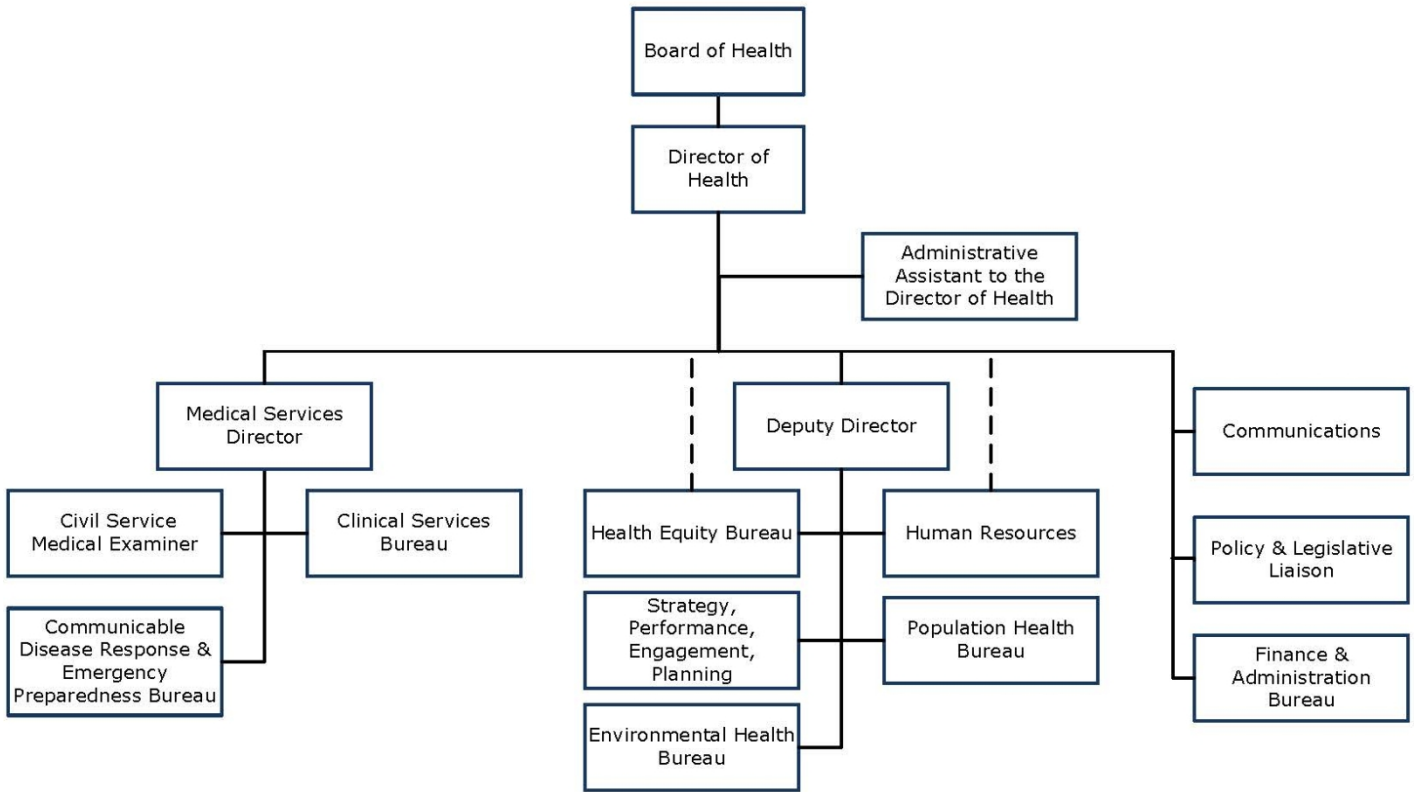 Board of Health
Director of
Health
Administrative
Assistant to the
Director of Health
Medical Services
Director
Deputy Director
Communications
Civil Service
Medical Examiner
Clinical Services
Bureau
Health Equity Bureau
Human Resources
Policy & Legislative
Liaison
Communicable
Disease Response &
Emergency
Preparedness Bureau
Strategy,
Performance,
Engagement,
Planning
Population Health
Bureau
Finance &
Administration
Bureau
Environmental Health
Bureau